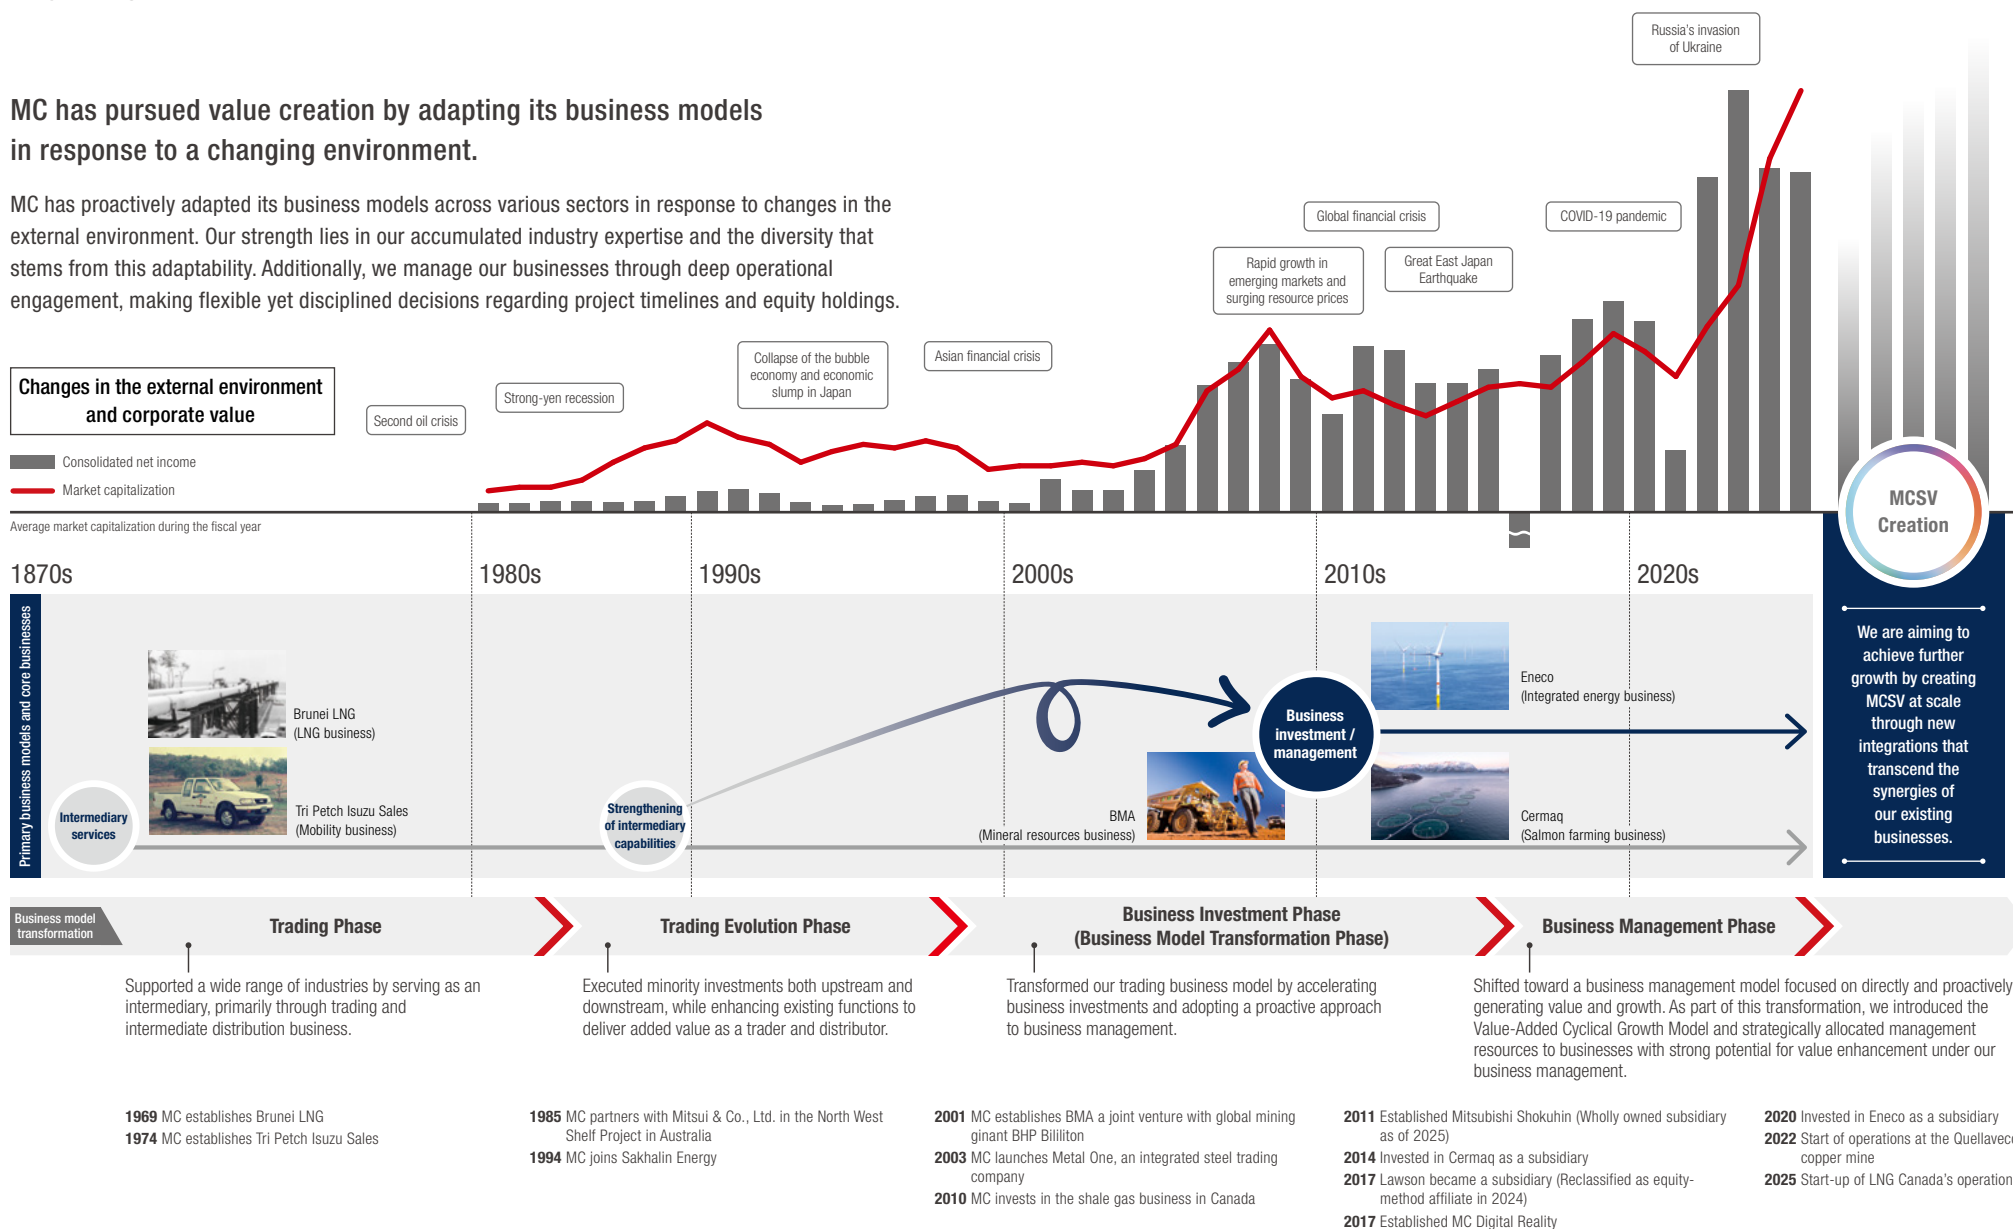 MC has pursued value creation by adapting its business models
in response to a changing environment.
MC has proactively adapted its business models across various sectors in response to changes in the
external environment. Our strength lies in our accumulated industry expertise and the diversity that
stems from this adaptability. Additionally, we manage our businesses through deep operational
engagement, making flexible yet disciplined decisions regarding project timelines and equity holdings.
Changes in the external environment
and corporate value
Consolidated net income
Market capitalization
Average market capitalization during the fiscal year
Second oil crisis
Strong-yen recession
Collapse of the bubble
economy and economic
slump in Japan
Asian financial crisis
Rapid growth in
emerging markets and
surging resource prices
Global financial crisis
Great East Japan
Earthquake
COVID-19 pandemic
Russia's invasion
of Ukraine
MCSV
Creation
1870s
1980s
1990s
2000s
2010s
2020s
Primary business models and core businesses
Intermediary
services
Brunei LNG
(LNG business)
Tri Petch Isuzu Sales
(Mobility business)
Strengthening
of intermediary
capabilities
BMA
(Mineral resources business)
Business
investment /
management
Eneco
(Integrated energy business)
Cermaq
(Salmon farming business)
We are aiming to
achieve further
growth by creating
MCSV at scale
through new
integrations that
transcend the
synergies of
our existing
businesses.
Business model
transformation
Trading Phase
Trading Evolution Phase
Business Investment Phase
(Business Model Transformation Phase)
Business Management Phase
Supported a wide range of industries by serving as an
intermediary, primarily through trading and
intermediate distribution business.
Executed minority investments both upstream and
downstream, while enhancing existing functions to
deliver added value as a trader and distributor.
Transformed our trading business model by accelerating
business investments and adopting a proactive approach
to business management.
Shifted toward a business management model focused on directly and proactively
generating value and growth. As part of this transformation, we introduced the
Value-Added Cyclical Growth Model and strategically allocated management
resources to businesses with strong potential for value enhancement under our
business management.
1969 MC establishes Brunei LNG
1974 MC establishes Tri Petch Isuzu Sales
1985 MC partners with Mitsui & Co., Ltd. in the North West
Shelf Project in Australia
1994 MC joins Sakhalin Energy
2001 MC establishes BMA a joint venture with global mining
ginant BHP Bililiton
2003 MC launches Metal One, an integrated steel trading
company
2010 MC invests in the shale gas business in Canada
2011 Established Mitsubishi Shokuhin (Wholly owned subsidiary
as of 2025)
2014 Invested in Cermaq as a subsidiary
2017 Lawson became a subsidiary (Reclassified as equity-
method affiliate in 2024)
2017 Established MC Digital Reality
2020 Invested in Eneco as a subsidiary
2022 Start of operations at the Quellaveco
copper mine
2025 Start-up of LNG Canada's operation